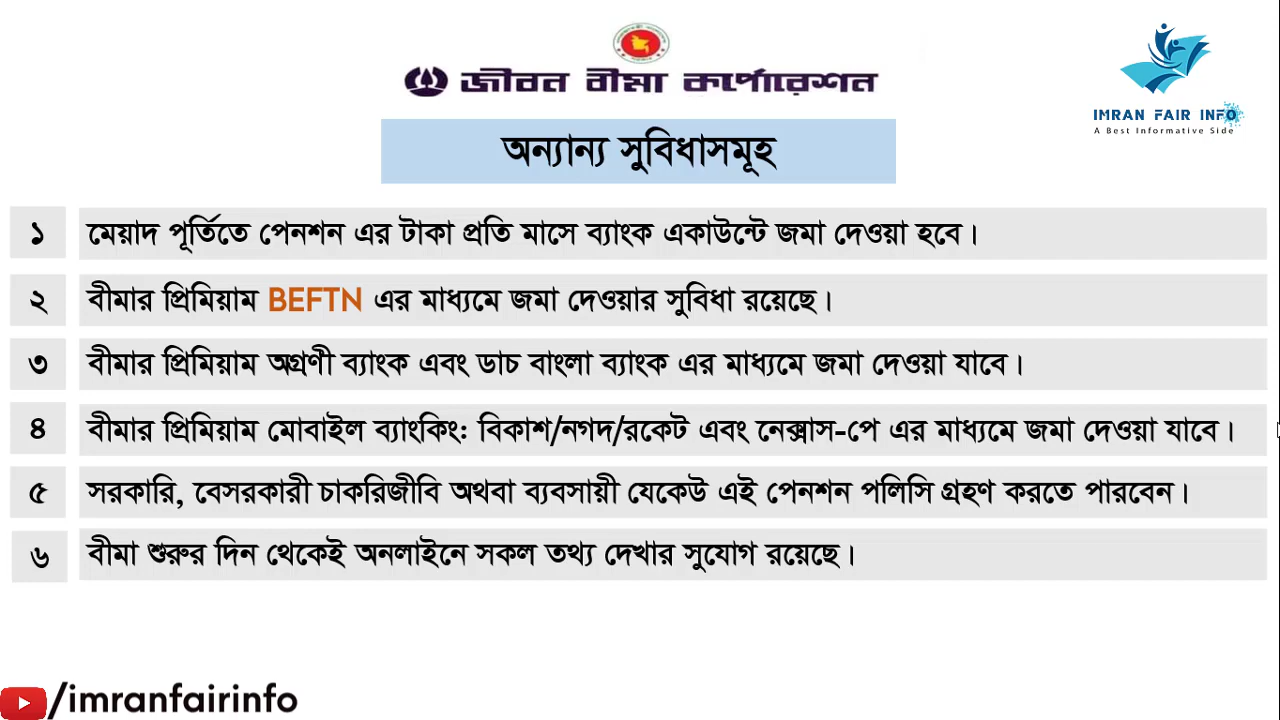 জীবন বীমা কর্পোরেশন
IMRAN FAIR INFO
A Best Informative Side
অন্যান্য সুবিধাসমূহ
১ মেয়াদ পূর্তিতে পেনশন এর টাকা প্রতি মাসে ব্যাংক একাউন্টে জমা দেওয়া হবে।
২ বীমার প্রিমিয়াম BEFTN এর মাধ্যমে জমা দেওয়ার সুবিধা রয়েছে।
৩ বীমার প্রিমিয়াম অগ্রণী ব্যাংক এবং ডাচ বাংলা ব্যাংক এর মাধ্যমে জমা দেওয়া যাবে।
৪ বীমার প্রিমিয়াম মোবাইল ব্যাংকিং: বিকাশ/নগদ/রকেট এবং নেক্সাস-পে এর মাধ্যমে জমা দেওয়া যাবে।
৫ সরকারি, বেসরকারী চাকরিজীবি অথবা ব্যবসায়ী যেকেউ এই পেনশন পলিসি গ্রহণ করতে পারবেন।
৬ বীমা শুরুর দিন থেকেই অনলাইনে সকল তথ্য দেখার সুযোগ রয়েছে।
/imranfairinfo